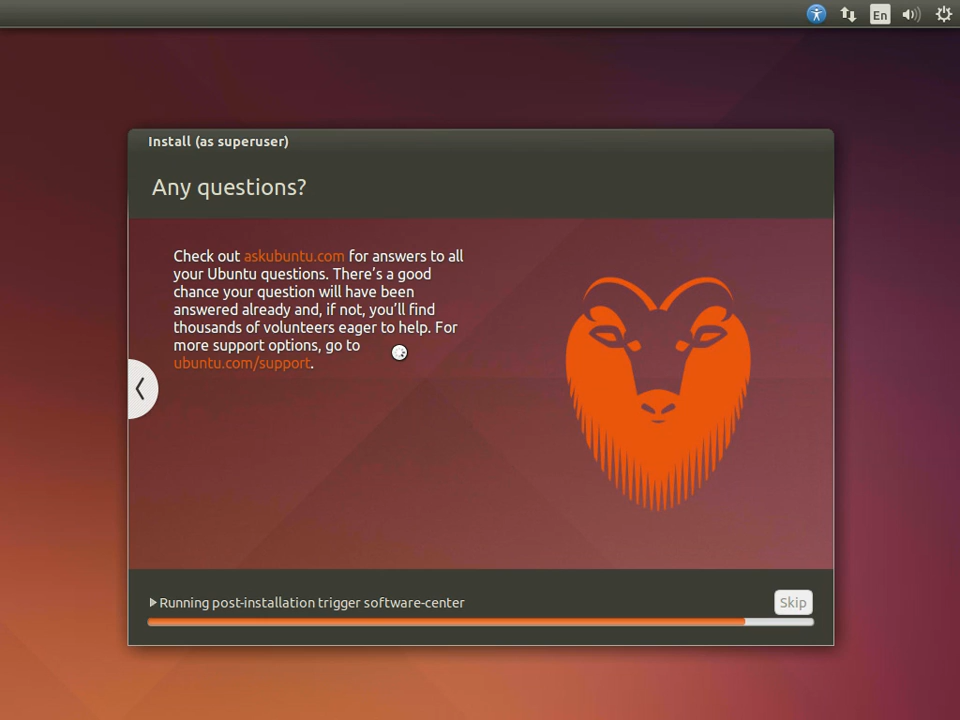 En
Install (as superuser)
Any questions?
Check out askubuntu.com for answers to all
your Ubuntu questions. There’s a good
chance your question will have been
answered already and, if not, you’ll find
thousands of volunteers eager to help. For
more support options, go to
ubuntu.com/support.
Running post-installation trigger software-center
Skip